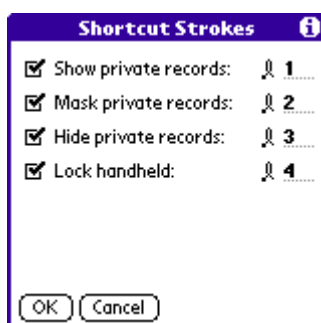 Shortcut Strokes i
Show private records: 1
Mask private records: 2
Hide private records: 3
Lock handheld: 4
OK Cancel